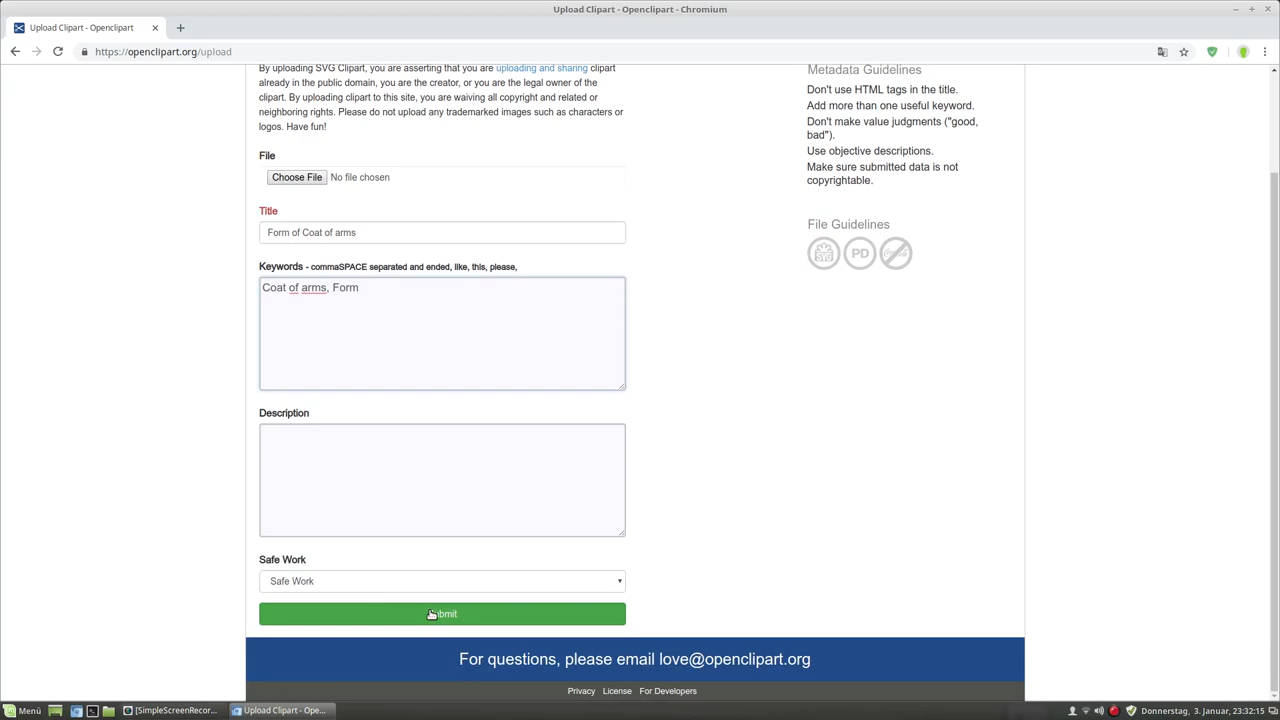 Upload Clipart - Openclipart - Chromium
Upload Clipart - Openclipart
https://openclipart.org/upload
By uploading SVG Clipart, you are asserting that you are uploading and sharing clipart
already in the public domain, you are the creator, or you are the legal owner of the
clipart. By uploading clipart to this site, you are waiving all copyright and related or
neighboring rights. Please do not upload any trademarked images such as characters or
logos. Have fun!
File
Choose File No file chosen
Title
Form of Coat of arms
Keywords - commaSPACE separated and ended, like, this, please,
Coat of arms, Form
Description
Safe Work
Safe Work
Metadata Guidelines
Don't use HTML tags in the title.
Add more than one useful keyword.
Don't make value judgments ("good,
bad").
Use objective descriptions.
Make sure submitted data is not
copyrightable.
File Guidelines
PD
For questions, please email love@openclipart.org
Privacy License For Developers
Menü
[SimpleScreenRecor...
Upload Clipart - Ope...
Donnerstag, 3. Januar, 23:32:15